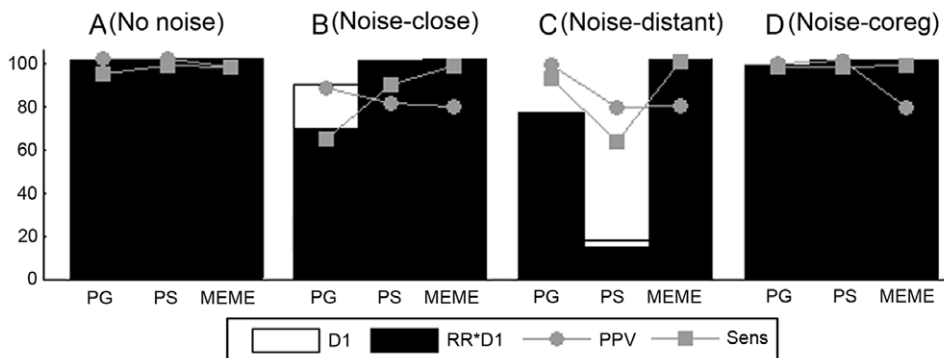 A (No noise) B (Noise-close) C (Noise-distant) D (Noise-coreg)
100
80
60
40
20
0
PG PS MEME PG PS MEME PG PS MEME PG PS MEME
D1 RR*D1 PPV Sens